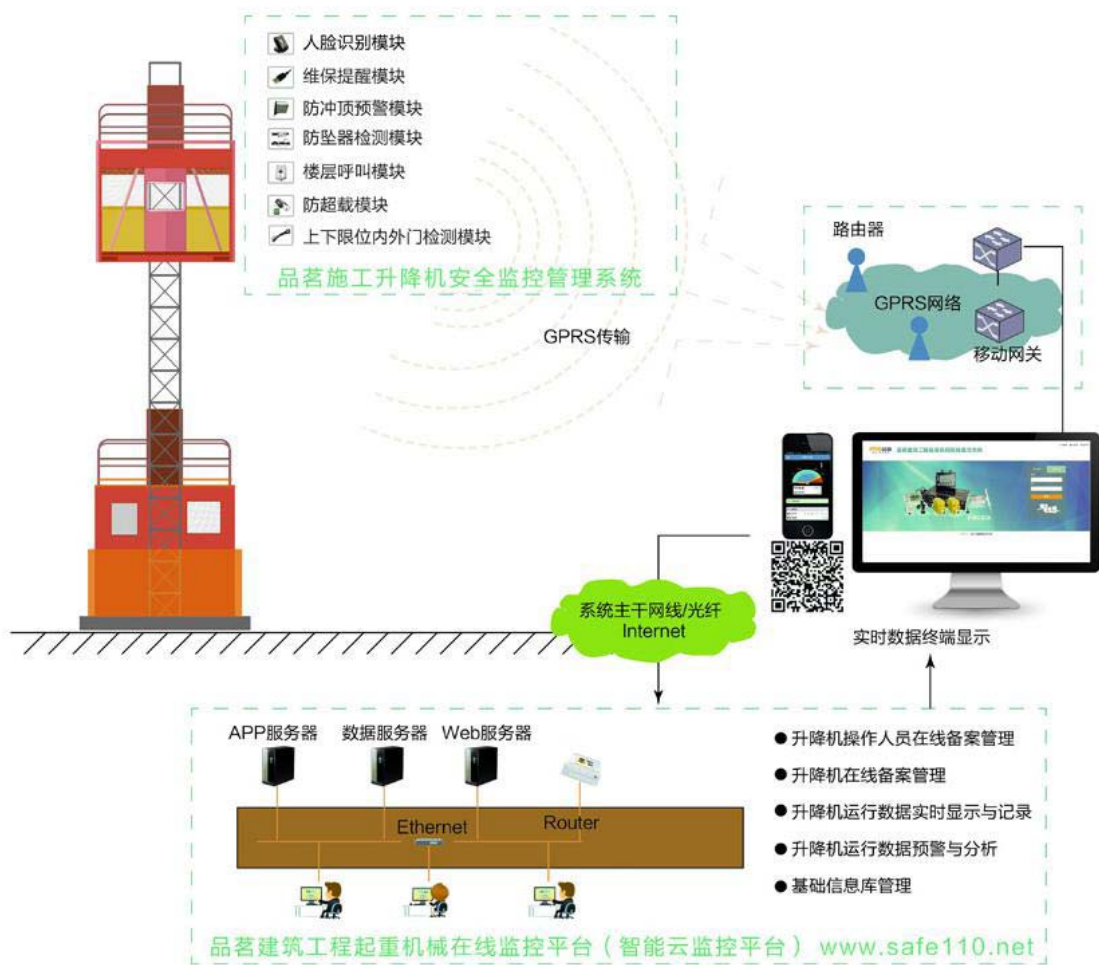 人脸识别模块
维保提醒模块
防冲顶预警模块
防坠器检测模块
楼层呼叫模块
防超载模块
上下限位内外门检测模块
品茗施工升降机安全监控管理系统
GPRS传输
路由器
GPRS网络
移动网关
实时数据终端显示
系统主干网线/光纤
Internet
APP服务器
数据服务器
Web服务器
Ethernet
Router
●升降机操作人员在线备案管理
●升降机在线备案管理
●升降机运行数据实时显示与记录
●升降机运行数据预警与分析
●基础信息库管理
品茗建筑工程起重机械在线监控平台（智能云监控平台）www.safe110.net